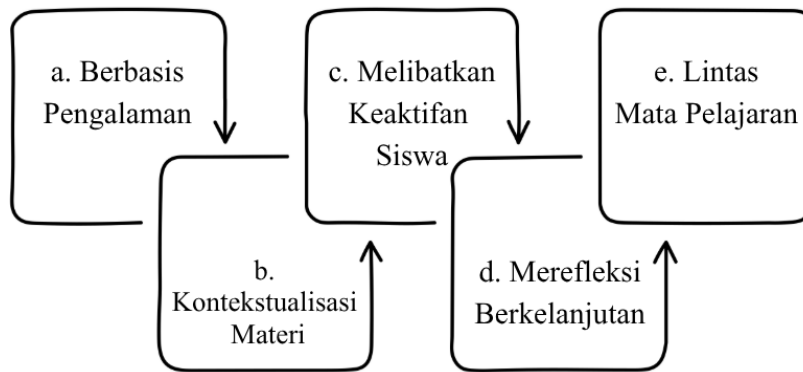 a. Berbasis
Pengalaman
b.
Kontekstualisasi
Materi
c. Melibatkan
Keaktifan
Siswa
d. Merefleksi
Berkelanjutan
e. Lintas
Mata Pelajaran